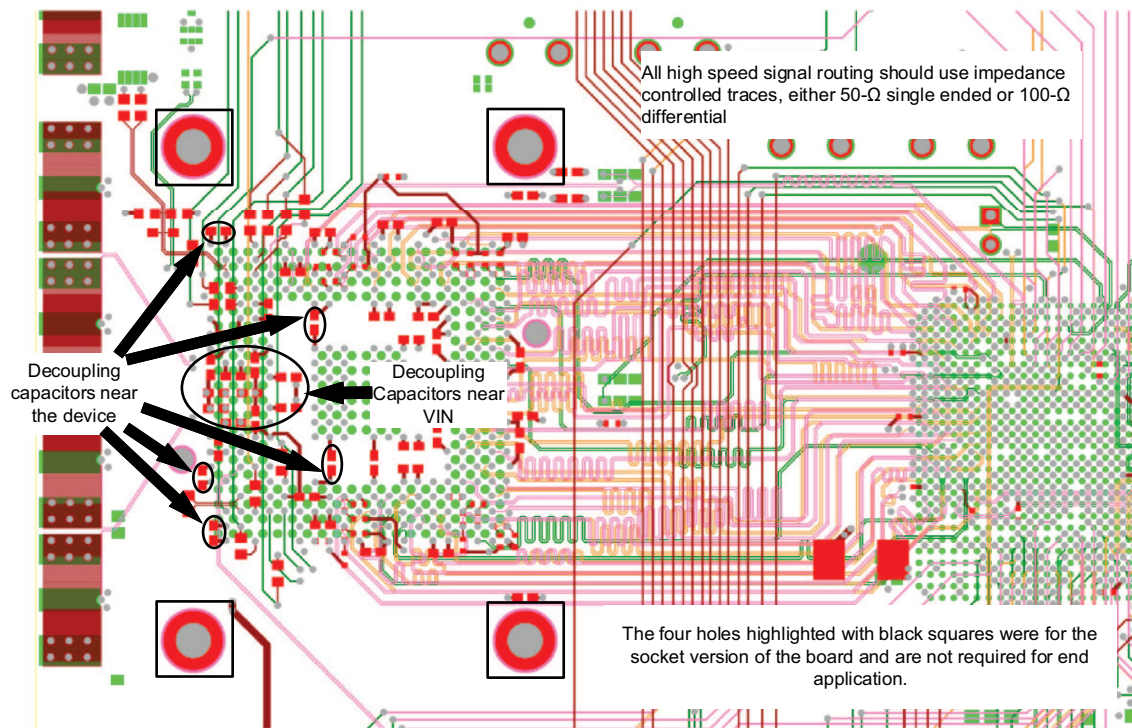 All high speed signal routing should use impedance
controlled traces, either 50-Ω single ended or 100-Ω
differential
Decoupling
capacitors near
the device
Decoupling
Capacitors near
VIN
The four holes highlighted with black squares were for the
socket version of the board and are not required for end
application.